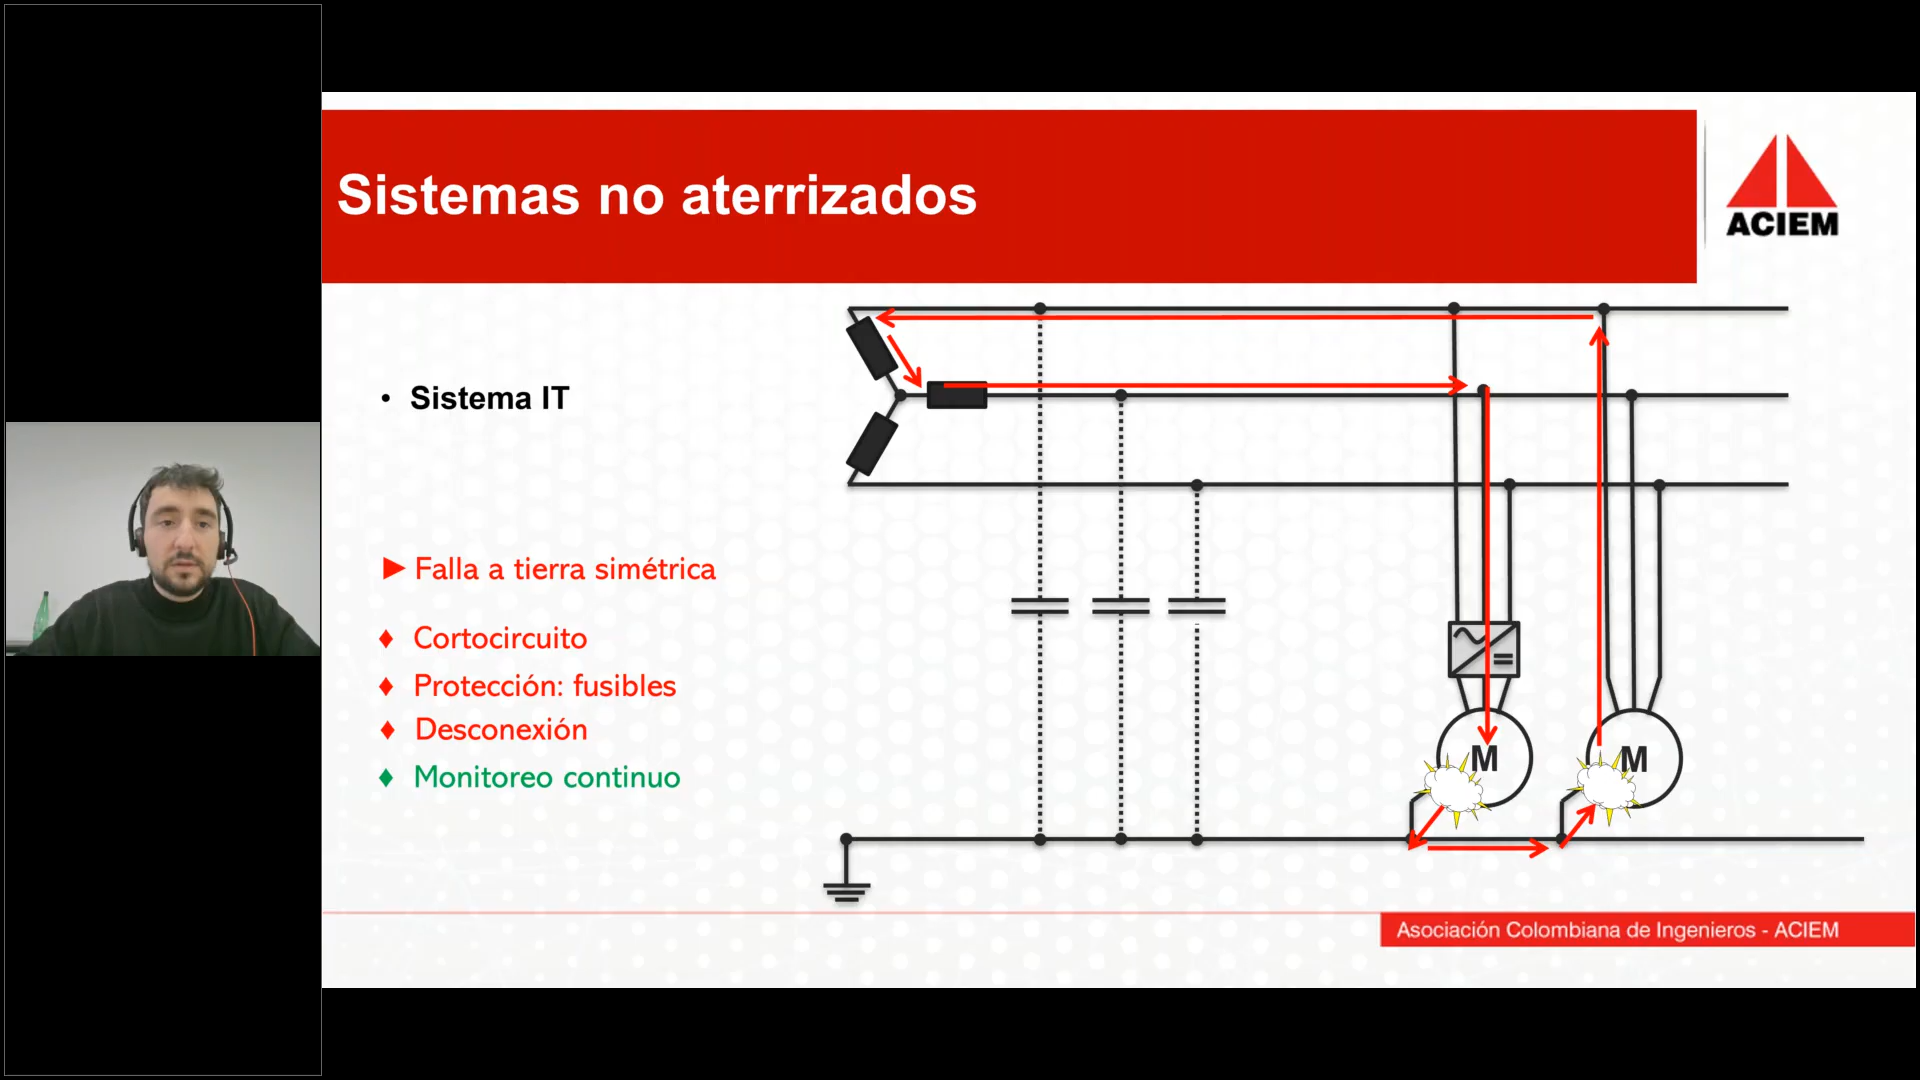 Sistemas no aterrizados
ACIEM
• Sistema IT
► Falla a tierra simétrica
♦ Cortocircuito
♦ Protección: fusibles
♦ Desconexión
♦ Monitoreo continuo
M
M
Asociación Colombiana de Ingenieros - ACIEM